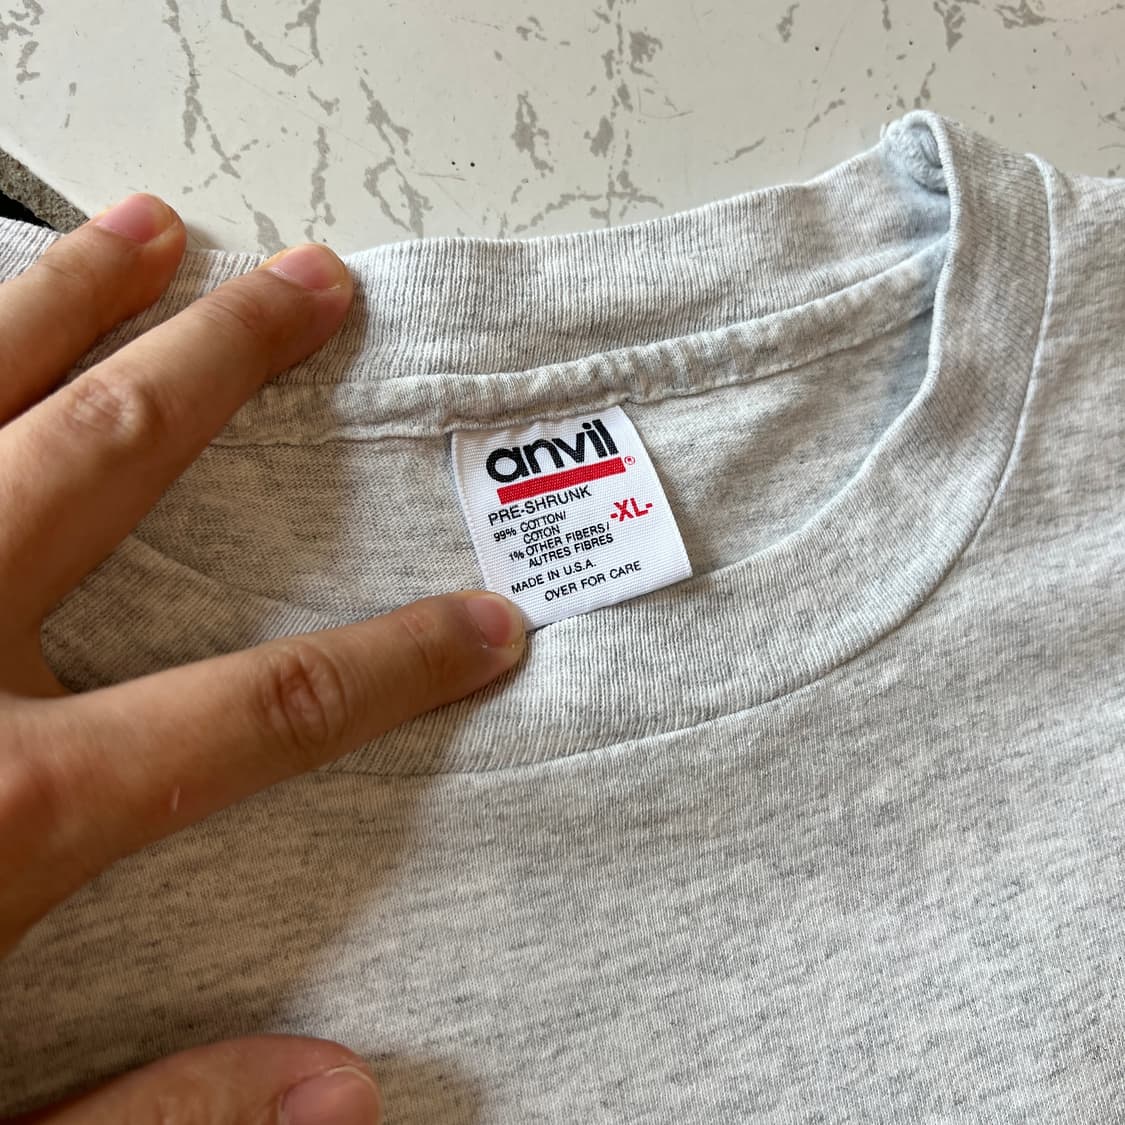 anvil®
PRE-SHRUNK
-XL-
99% COTTON/
COTON
1% OTHER FIBERS/
AUTRES FIBRES
MADE IN U.S.A.
OVER FOR CARE